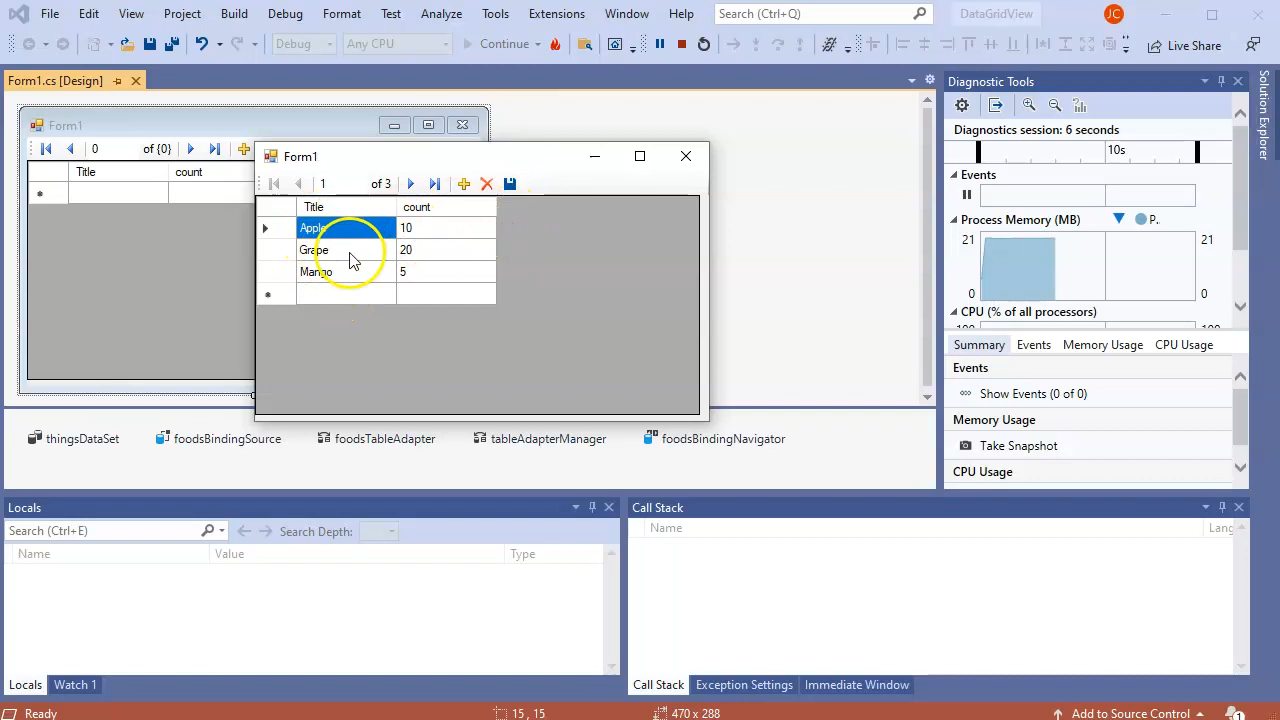 File Edit View Project Build Debug Format Test Analyze Tools Extensions Window Help Search (Ctrl+Q) DataGridView JC
Debug Any CPU Continue Live Share
Form1.cs [Design]
Diagnostic Tools
Solution Explorer
Form1
0 of {0}
Title count
Form1
1 of 3
Title count
Apple 10
Grape 20
Mango 5
Diagnostics session: 6 seconds
10s
Events
Process Memory (MB) P..
21 21
0 0
CPU (% of all processors)
100 100
Summary Events Memory Usage CPU Usage
Events
Show Events (0 of 0)
Memory Usage
Take Snapshot
CPU Usage
thingsDataSet foodsBindingSource foodsTableAdapter tableAdapterManager foodsBindingNavigator
Locals
Search (Ctrl+E) Search Depth:
Name Value Type
Locals Watch 1
Call Stack
Name Lang
Call Stack Exception Settings Immediate Window
Ready 15 , 15 470 x 288 Add to Source Control 1